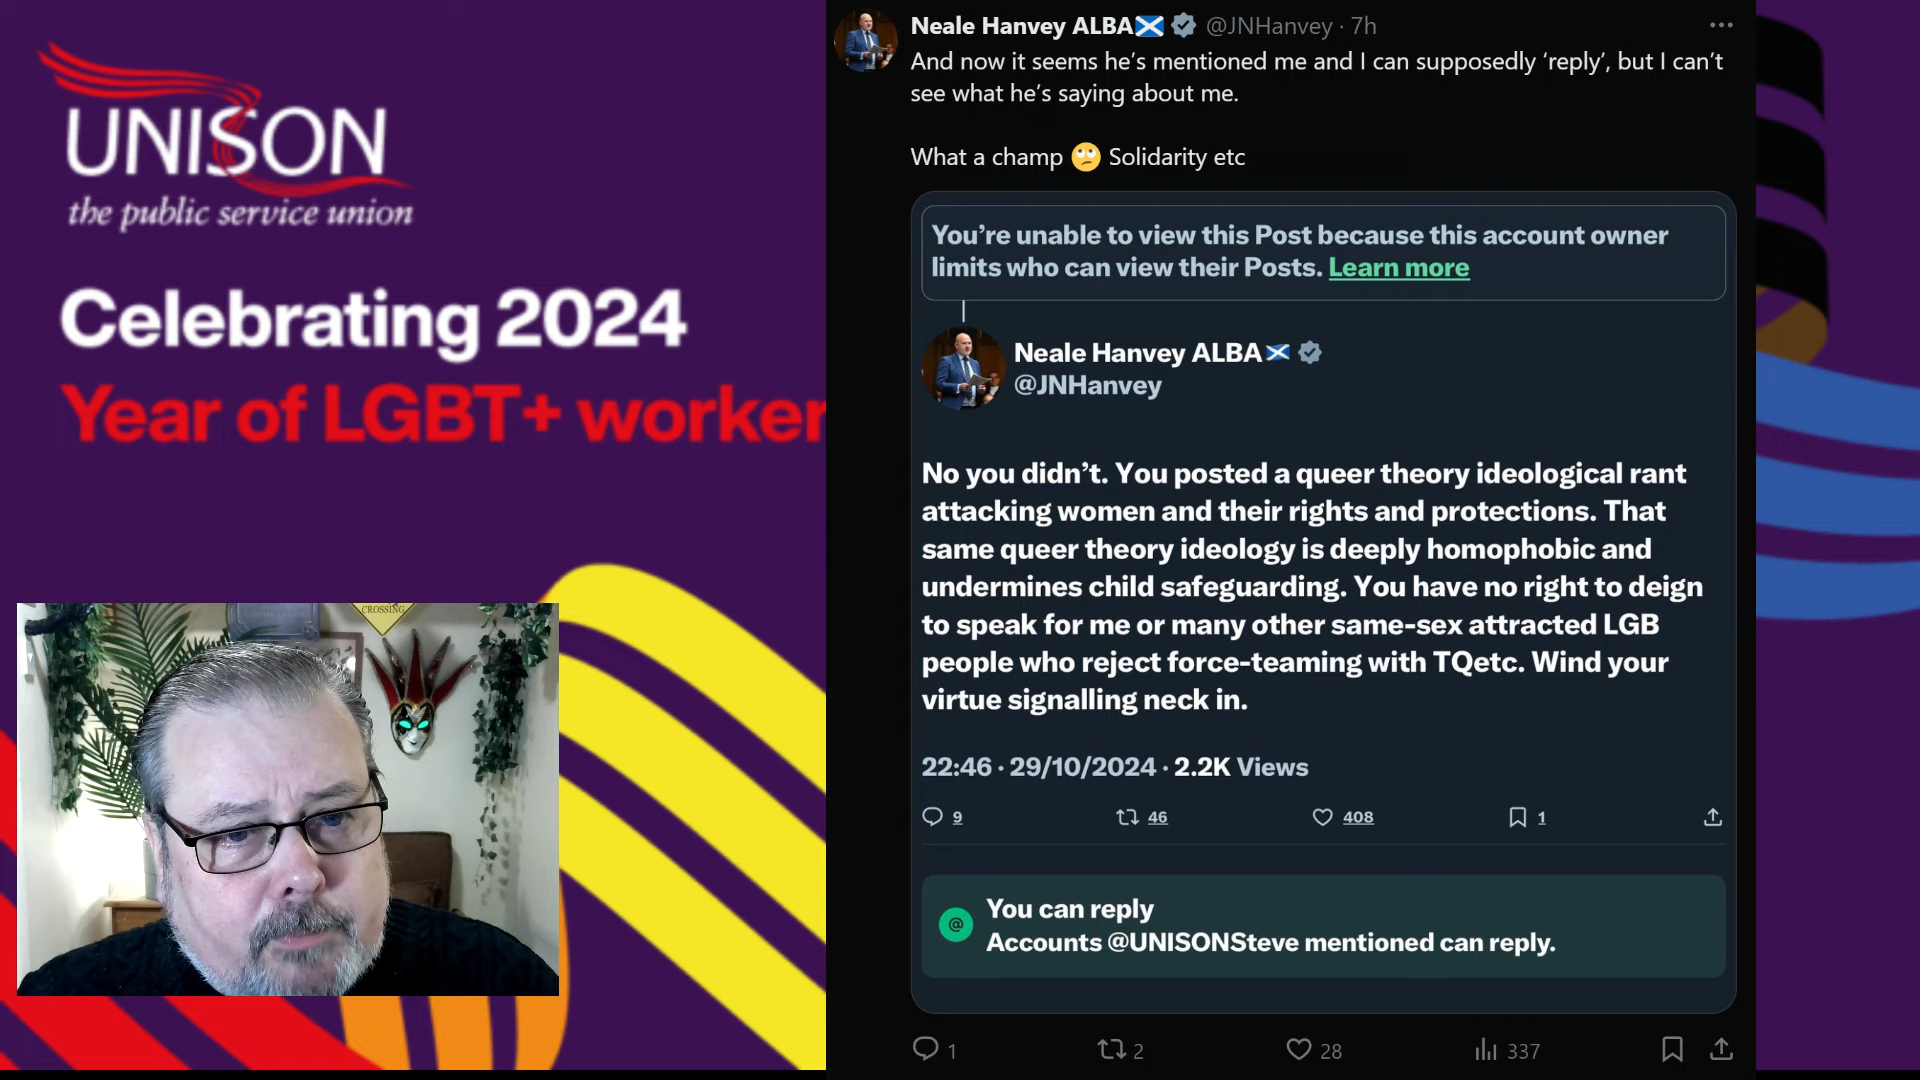 UNISON
the public service union
Celebrating 2024
Year of LGBT+ worker
CROSSING
Neale Hanvey ALBA🏴󠁧󠁢󠁳󠁣󠁴󠁿 @JNHanvey · 7h
And now it seems he’s mentioned me and I can supposedly ‘reply’, but I can’t
see what he’s saying about me.
What a champ 🙄 Solidarity etc
You’re unable to view this Post because this account owner
limits who can view their Posts. Learn more
Neale Hanvey ALBA🏴󠁧󠁢󠁳󠁣󠁴󠁿
@JNHanvey
No you didn’t. You posted a queer theory ideological rant
attacking women and their rights and protections. That
same queer theory ideology is deeply homophobic and
undermines child safeguarding. You have no right to deign
to speak for me or many other same-sex attracted LGB
people who reject force-teaming with TQetc. Wind your
virtue signalling neck in.
22:46 · 29/10/2024 · 2.2K Views
9 46 408 1
@
You can reply
Accounts @UNISONSteve mentioned can reply.
1 2 28 337